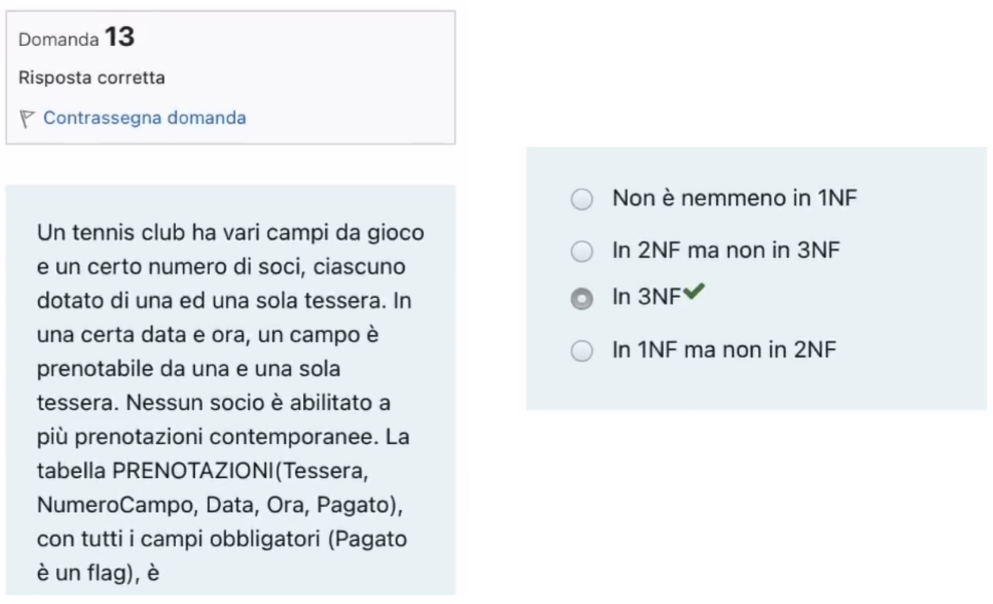 Domanda 13
Risposta corretta
Contrassegna domanda
Un tennis club ha vari campi da gioco
e un certo numero di soci, ciascuno
dotato di una ed una sola tessera. In
una certa data e ora, un campo è
prenotabile da una e una sola
tessera. Nessun socio è abilitato a
più prenotazioni contemporanee. La
tabella PRENOTAZIONI(Tessera,
NumeroCampo, Data, Ora, Pagato),
con tutti i campi obbligatori (Pagato
è un flag), è
Non è nemmeno in 1NF
In 2NF ma non in 3NF
In 3NF
In 1NF ma non in 2NF